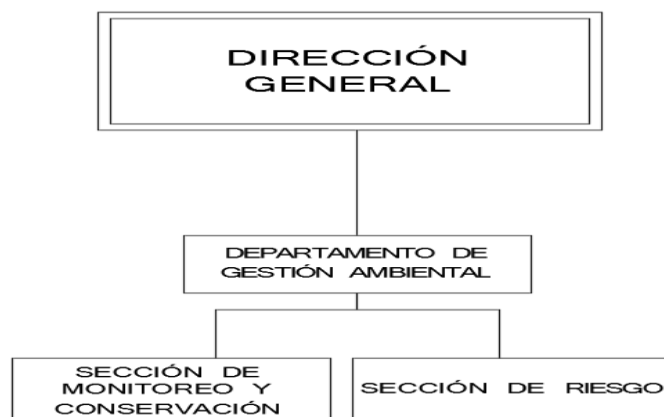 DIRECCIÓN
GENERAL
DEPARTAMENTO DE
GESTIÓN AMBIENTAL
SECCIÓN DE
MONITOREO Y
CONSERVACIÓN
SECCIÓN DE RIESGO